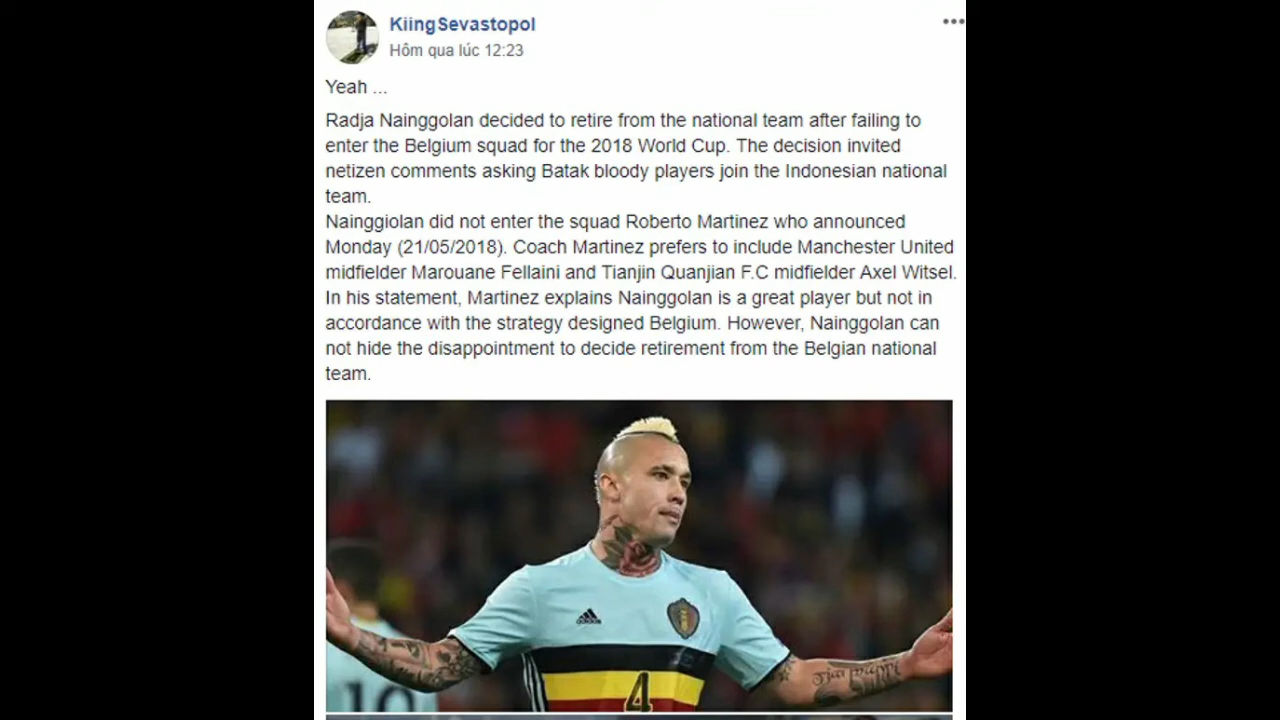 KiingSevastopol
Hôm qua lúc 12:23
Yeah ...
Radja Nainggolan decided to retire from the national team after failing to
enter the Belgium squad for the 2018 World Cup. The decision invited
netizen comments asking Batak bloody players join the Indonesian national
team.
Nainggiolan did not enter the squad Roberto Martinez who announced
Monday (21/05/2018). Coach Martinez prefers to include Manchester United
midfielder Marouane Fellaini and Tianjin Quanjian F.C midfielder Axel Witsel.
In his statement, Martinez explains Nainggolan is a great player but not in
accordance with the strategy designed Belgium. However, Nainggolan can
not hide the disappointment to decide retirement from the Belgian national
team.
adidas
4
10